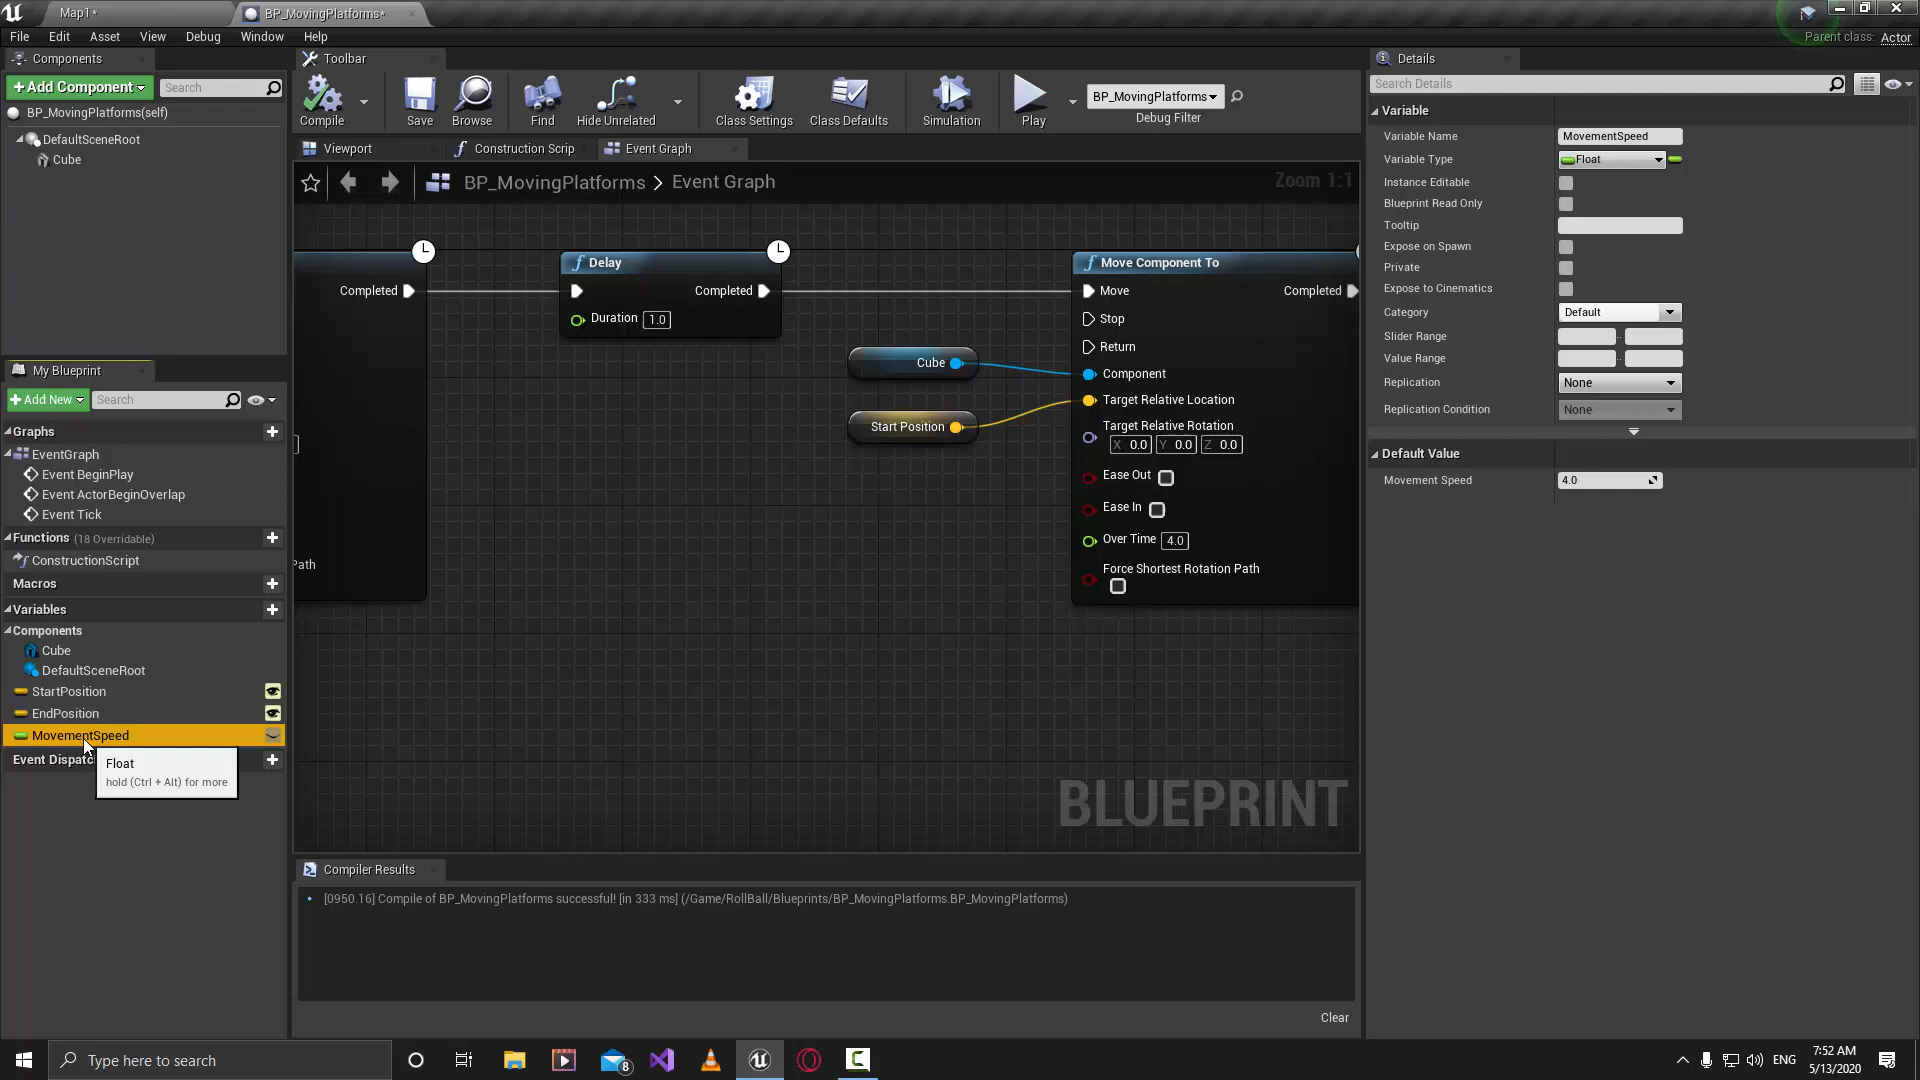 Map1*
BP_MovingPlatforms*
File Edit Asset View Debug Window Help
Parent class: Actor
Components
+Add Component
Search
BP_MovingPlatforms(self)
DefaultSceneRoot
Cube
Toolbar
Compile
Save
Browse
Find
Hide Unrelated
Class Settings
Class Defaults
Simulation
Play
BP_MovingPlatforms
Debug Filter
Viewport
Construction Scrip
Event Graph
BP_MovingPlatforms > Event Graph
Zoom 1:1
Completed
Delay
Completed
Duration 1.0
Cube
Start Position
Move Component To
Move
Completed
Stop
Return
Component
Target Relative Location
Target Relative Rotation
X 0.0 Y 0.0 Z 0.0
Ease Out
Ease In
Over Time 4.0
Force Shortest Rotation Path
Path
BLUEPRINT
My Blueprint
+Add New
Search
Graphs
EventGraph
Event BeginPlay
Event ActorBeginOverlap
Event Tick
Functions (18 Overridable)
ConstructionScript
Macros
Variables
Components
Cube
DefaultSceneRoot
StartPosition
EndPosition
MovementSpeed
Event Dispatc
Float
hold (Ctrl + Alt) for more
Compiler Results
[0950.16] Compile of BP_MovingPlatforms successful! [in 333 ms] (/Game/RollBall/Blueprints/BP_MovingPlatforms.BP_MovingPlatforms)
Clear
Details
Search Details
Variable
Variable Name MovementSpeed
Variable Type Float
Instance Editable
Blueprint Read Only
Tooltip
Expose on Spawn
Private
Expose to Cinematics
Category Default
Slider Range
Value Range
Replication None
Replication Condition None
Default Value
Movement Speed 4.0
Type here to search
8
ENG
7:52 AM
5/13/2020